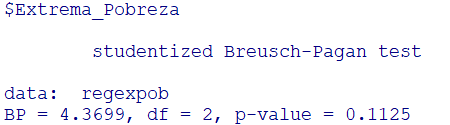 $Extrema_Pobreza
studentized Breusch-Pagan test
data:  regexpob
BP = 4.3699, df = 2, p-value = 0.1125